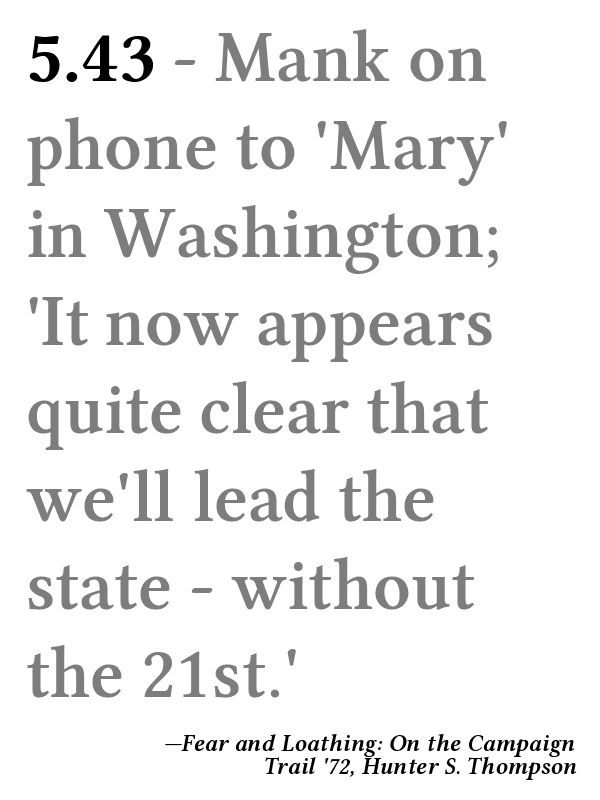 5.43 - Mank on
phone to 'Mary'
in Washington;
'It now appears
quite clear that
we'll lead the
state - without
the 21st.'
—Fear and Loathing: On the Campaign
Trail '72, Hunter S. Thompson